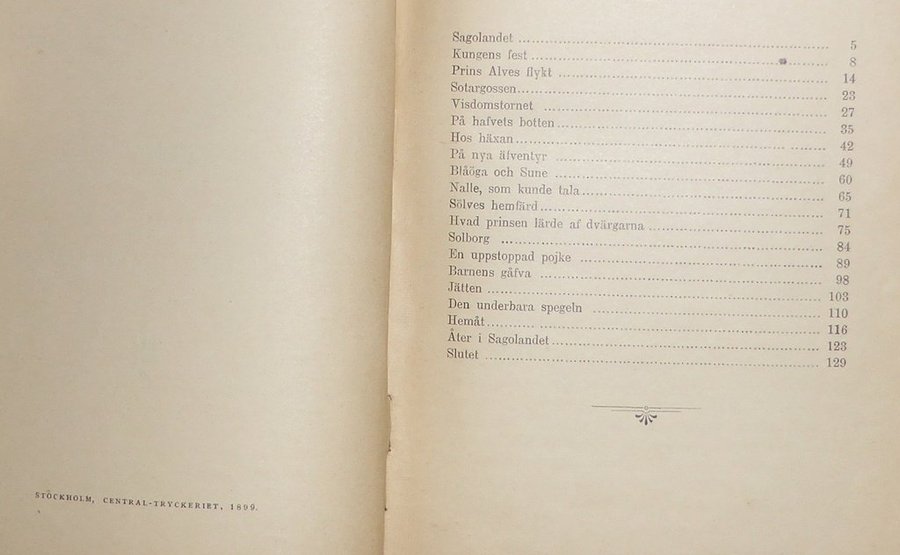 STOCKHOLM, CENTRAL-TRYCKERIET, 1899.
Sagolandet 5
Kungens fest 8
Prins Alves flykt 14
Sotargossen 23
Visdomstornet 27
På hafvets botten 35
Hos häxan 42
På nya äfventyr 49
Blåöga och Sune 60
Nalle, som kunde tala 65
Sölves hemfärd 71
Hvad prinsen lärde af dvärgarna 75
Solborg 84
En uppstoppad pojke 89
Barnens gåfva 98
Jätten 103
Den underbara spegeln 110
Hemåt 116
Åter i Sagolandet 123
Slutet 129